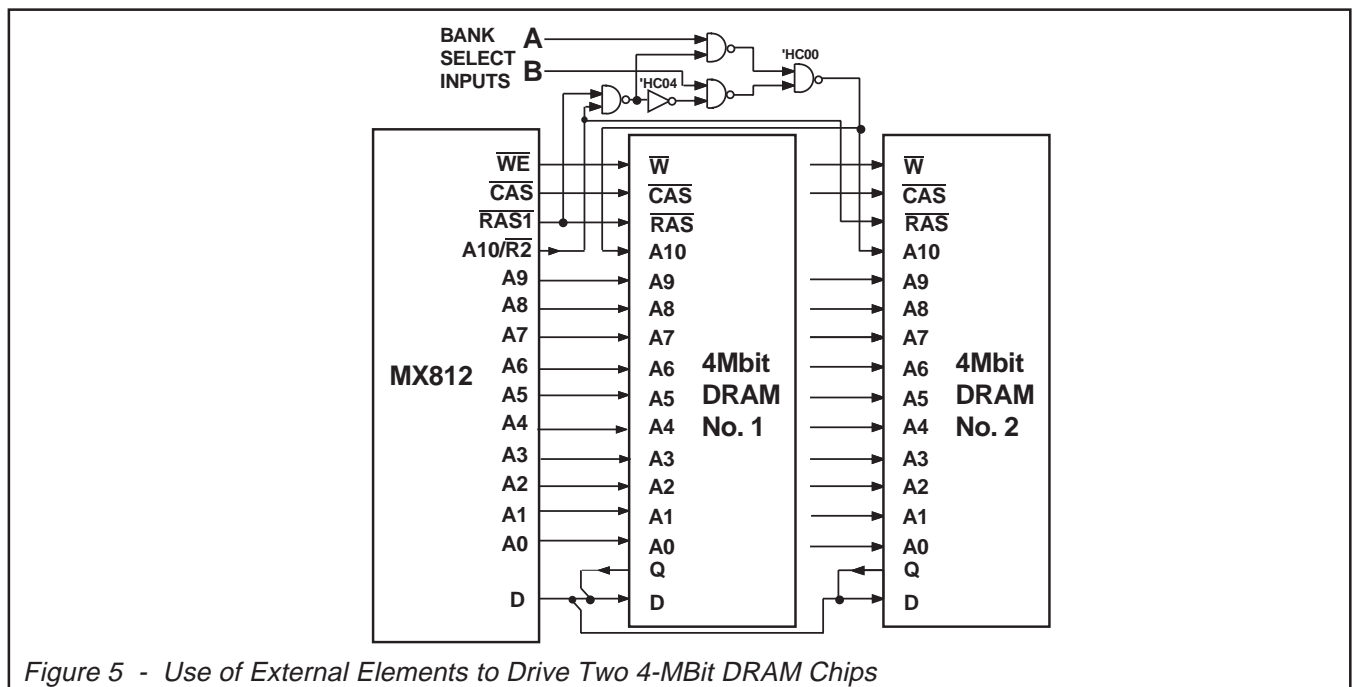 BANK
SELECT
INPUTS
A
B
'HC04
'HC00
MX812
WE
CAS
RAS1
A10/R2
A9
A8
A7
A6
A5
A4
A3
A2
A1
A0
D
W
CAS
RAS
A10
A9
A8
A7
A6
A5
A4
A3
A2
A1
A0
Q
D
4Mbit
DRAM
No. 1
W
CAS
RAS
A10
A9
A8
A7
A6
A5
A4
A3
A2
A1
A0
Q
D
4Mbit
DRAM
No. 2
Figure 5 - Use of External Elements to Drive Two 4-MBit DRAM Chips